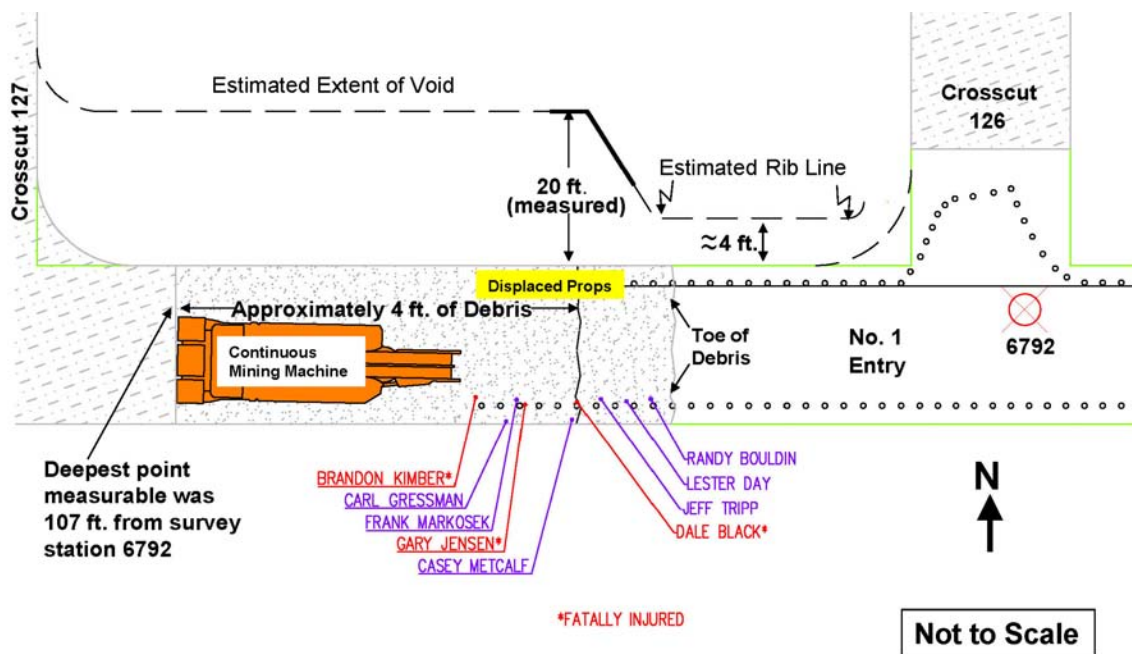 Estimated Extent of Void
Crosscut
126
Crosscut 127
Estimated Rib Line
20 ft.
(measured)
≈4 ft.
Displaced Props
Approximately 4 ft. of Debris
Toe of
Debris
No. 1
Entry
6792
Continuous
Mining Machine
Deepest point
measurable was
107 ft. from survey
station 6792
BRANDON KIMBER*
CARL GRESSMAN
FRANK MARKOSEK
GARY JENSEN*
CASEY METCALF
RANDY BOULDIN
LESTER DAY
JEFF TRIPP
DALE BLACK*
N
*FATALLY INJURED
Not to Scale